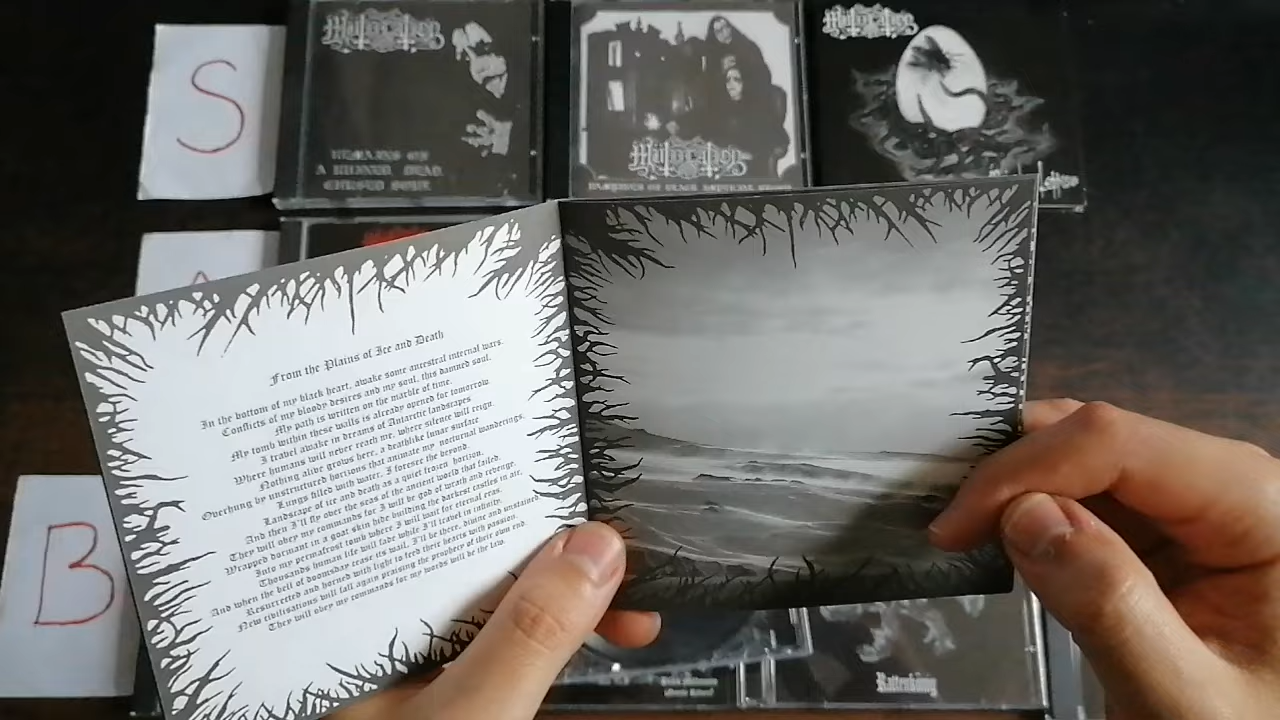 S
Mütiilation
REMAINS OF
A RUINED, DEAD,
CURSED SOUL
Mütiilation
Mütiilation
A
B
From the Plains of Ice and Death
In the bottom of my black heart, awake some ancestral internal wars.
Conflicts of my bloody desires and my soul, this damned soul.
My path is written on the marble of time.
My tomb within these walls is already opened for tomorrow.
I travel awake in dreams of Antarctic landscapes
Where humans will never reach me, where silence will reign.
Nothing alive grows here, a deathlike lunar surface
Overhung by unstructured horizons that animate my nocturnal wanderings;
Lungs filled with water, I foresee the beyond.
Landscape of ice and death as a quiet frozen horizon.
And then I'll fly over the seas of the ancient world that failed.
They will obey my commands for I will be god of wrath and revenge.
Wrapped dormant in a goat skin hide building the darkest castles in air,
Into my permafrost tomb where I will wait for eternal eras.
Thousands humans life will fade while I'll travel in infinity.
And when the bell of doomsday cease its wail, I'll be there, divine and unstained.
Resurrected and horned with light to feed their hearts with passion.
New civilisations will fall again praising the prophecy of their own end.
They will obey my commands for my words will be the law.
Rattenkönig